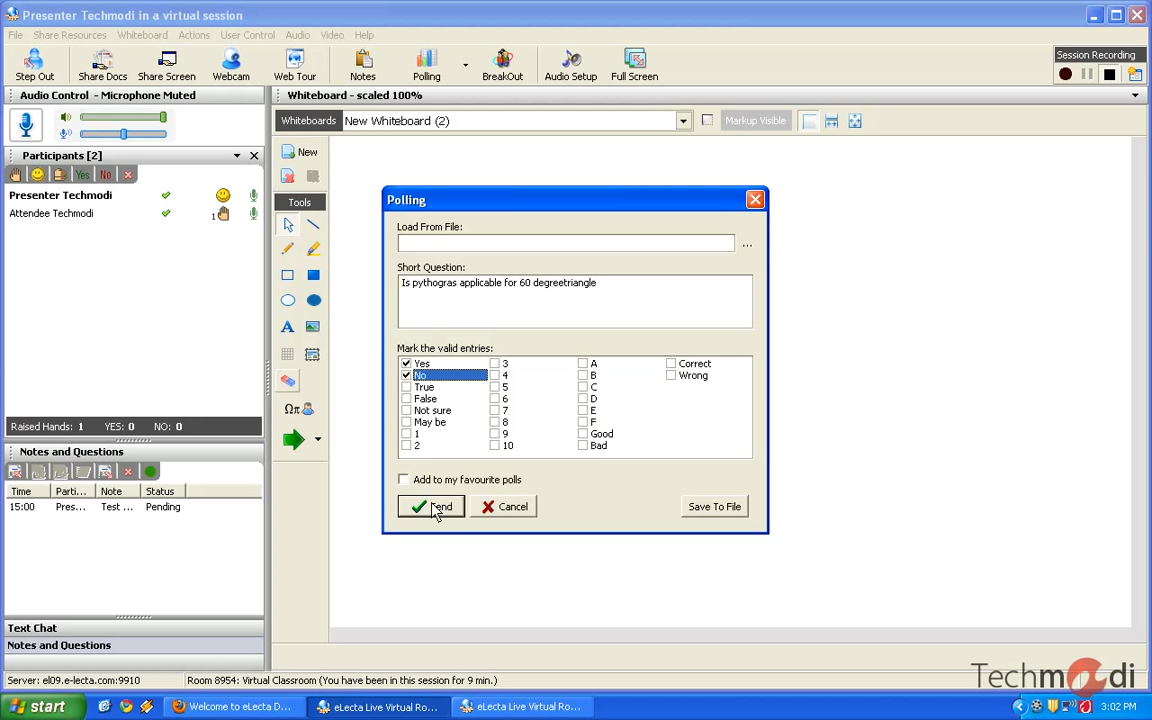 Presenter Techmodi in a virtual session
File Share Resources Whiteboard Actions User Control Audio Video Help
Step Out Share Docs Share Screen Webcam Web Tour Notes Polling BreakOut Audio Setup Full Screen
Session Recording
Audio Control - Microphone Muted
Whiteboard - scaled 100%
Whiteboards New Whiteboard (2) Markup Visible
Participants [2]
Yes No
Presenter Techmodi
Attendee Techmodi 1
Raised Hands: 1 YES: 0 NO: 0
Notes and Questions
Time Parti... Note Status
15:00 Pres... Test ... Pending
Text Chat
Notes and Questions
New
Tools
A
Ωπ
Polling
Load From File:
...
Short Question:
Is pythogras applicable for 60 degreetriangle
Mark the valid entries:
Yes 3 A Correct
No 4 B Wrong
True 5 C
False 6 D
Not sure 7 E
May be 8 F
1 9 Good
2 10 Bad
Add to my favourite polls
Send Cancel Save To File
Server: el09.e-lecta.com:9910 Room 8954: Virtual Classroom (You have been in this session for 9 min.)
Techmodi
start Welcome to eLecta D... eLecta Live Virtual Ro... eLecta Live Virtual Ro... 3:02 PM